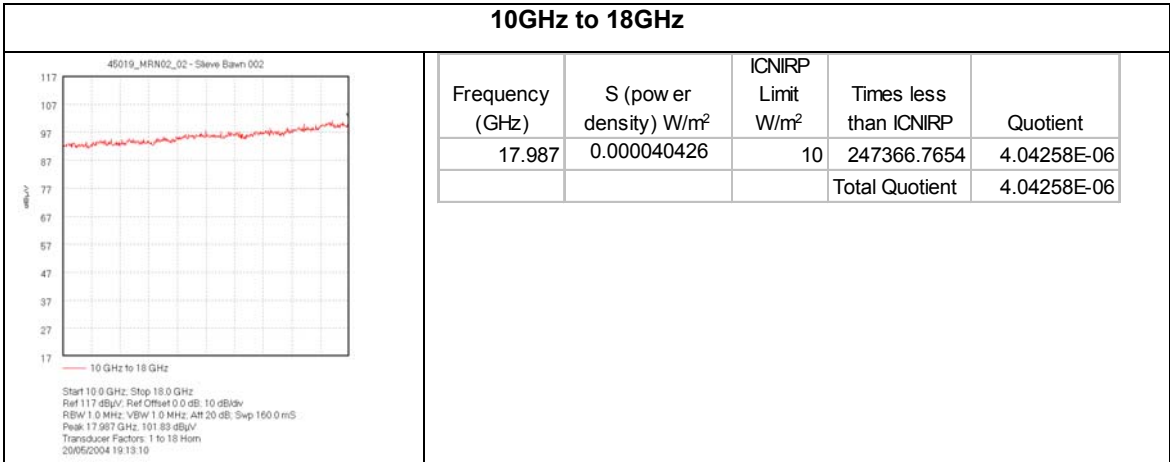 10GHz to 18GHz
45019_MRN02_02 - Slieve Bawn 002
117
107
97
87
77
67
57
47
37
27
17
dBµV
10 GHz to 18 GHz
Start 10.0 GHz; Stop 18.0 GHz
Ref 117 dBµV; Ref Offset 0.0 dB; 10 dB/div
RBW 1.0 MHz; VBW 1.0 MHz; Att 20 dB; Swp 160.0 mS
Peak 17.987 GHz, 101.83 dBµV
Transducer Factors: 1 to 18 Horn
20/05/2004 19:13:10
Frequency (GHz) S (pow er density) W/m² ICNIRP Limit W/m² Times less than ICNIRP Quotient
17.987 0.000040426 10 247366.7654 4.04258E-06
Total Quotient 4.04258E-06